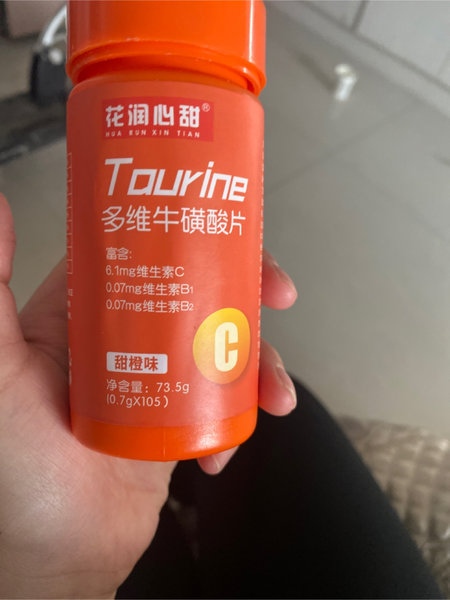 花润心甜®
HUA RUN XIN TIAN
Taurine
多维牛磺酸片
富含:
6.1mg维生素C
0.07mg维生素B1
0.07mg维生素B2
C
甜橙味
净含量: 73.5g
(0.7gX105)